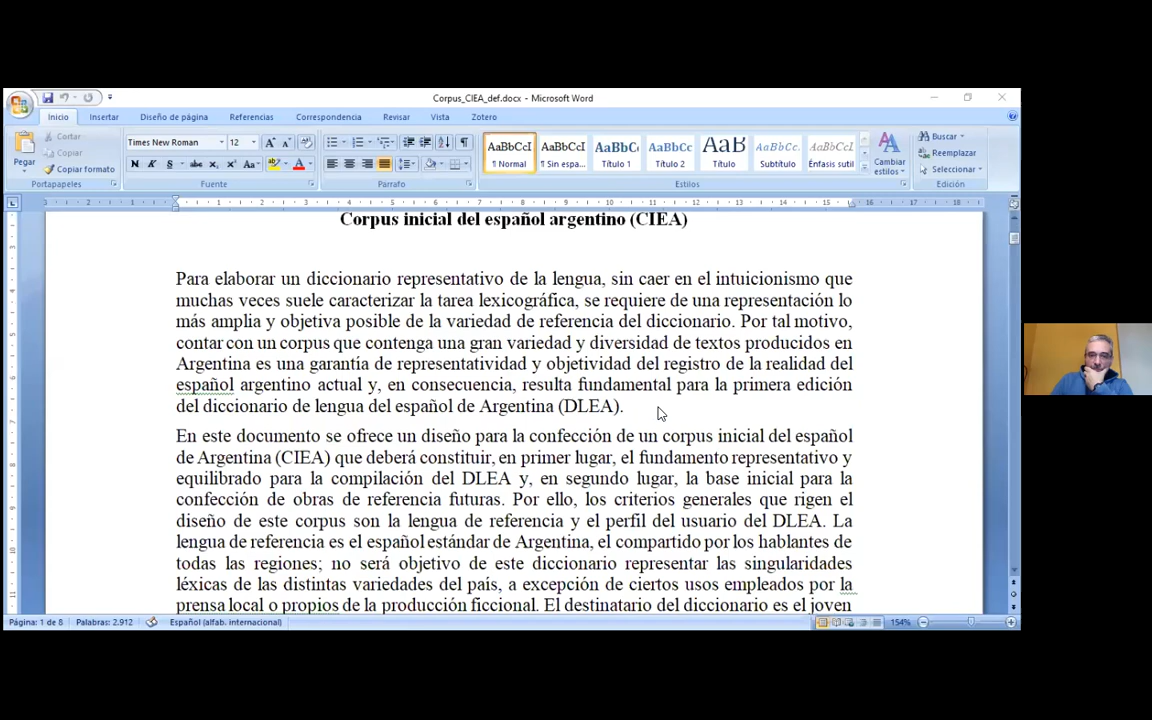 Corpus_CIEA_def.docx - Microsoft Word
Inicio Insertar Diseño de página Referencias Correspondencia Revisar Vista Zotero
Pegar
Cortar
Copiar
Copiar formato
Portapapeles
Times New Roman 12
Fuente
Párrafo
AaBbCcI AaBbCcI AaBbC AaBbCc AaB AaBbCc. AaBbCcI
¶ Normal ¶ Sin espa... Título 1 Título 2 Título Subtítulo Énfasis sutil
Cambiar estilos
Estilos
Buscar
Reemplazar
Seleccionar
Edición
Corpus inicial del español argentino (CIEA)
Para elaborar un diccionario representativo de la lengua, sin caer en el intuicionismo que
muchas veces suele caracterizar la tarea lexicográfica, se requiere de una representación lo
más amplia y objetiva posible de la variedad de referencia del diccionario. Por tal motivo,
contar con un corpus que contenga una gran variedad y diversidad de textos producidos en
Argentina es una garantía de representatividad y objetividad del registro de la realidad del
español argentino actual y, en consecuencia, resulta fundamental para la primera edición
del diccionario de lengua del español de Argentina (DLEA).
En este documento se ofrece un diseño para la confección de un corpus inicial del español
de Argentina (CIEA) que deberá constituir, en primer lugar, el fundamento representativo y
equilibrado para la compilación del DLEA y, en segundo lugar, la base inicial para la
confección de obras de referencia futuras. Por ello, los criterios generales que rigen el
diseño de este corpus son la lengua de referencia y el perfil del usuario del DLEA. La
lengua de referencia es el español estándar de Argentina, el compartido por los hablantes de
todas las regiones; no será objetivo de este diccionario representar las singularidades
léxicas de las distintas variedades del país, a excepción de ciertos usos empleados por la
prensa local o propios de la producción ficcional. El destinatario del diccionario es el joven
Página: 1 de 8 Palabras: 2.912 Español (alfab. internacional) 154%